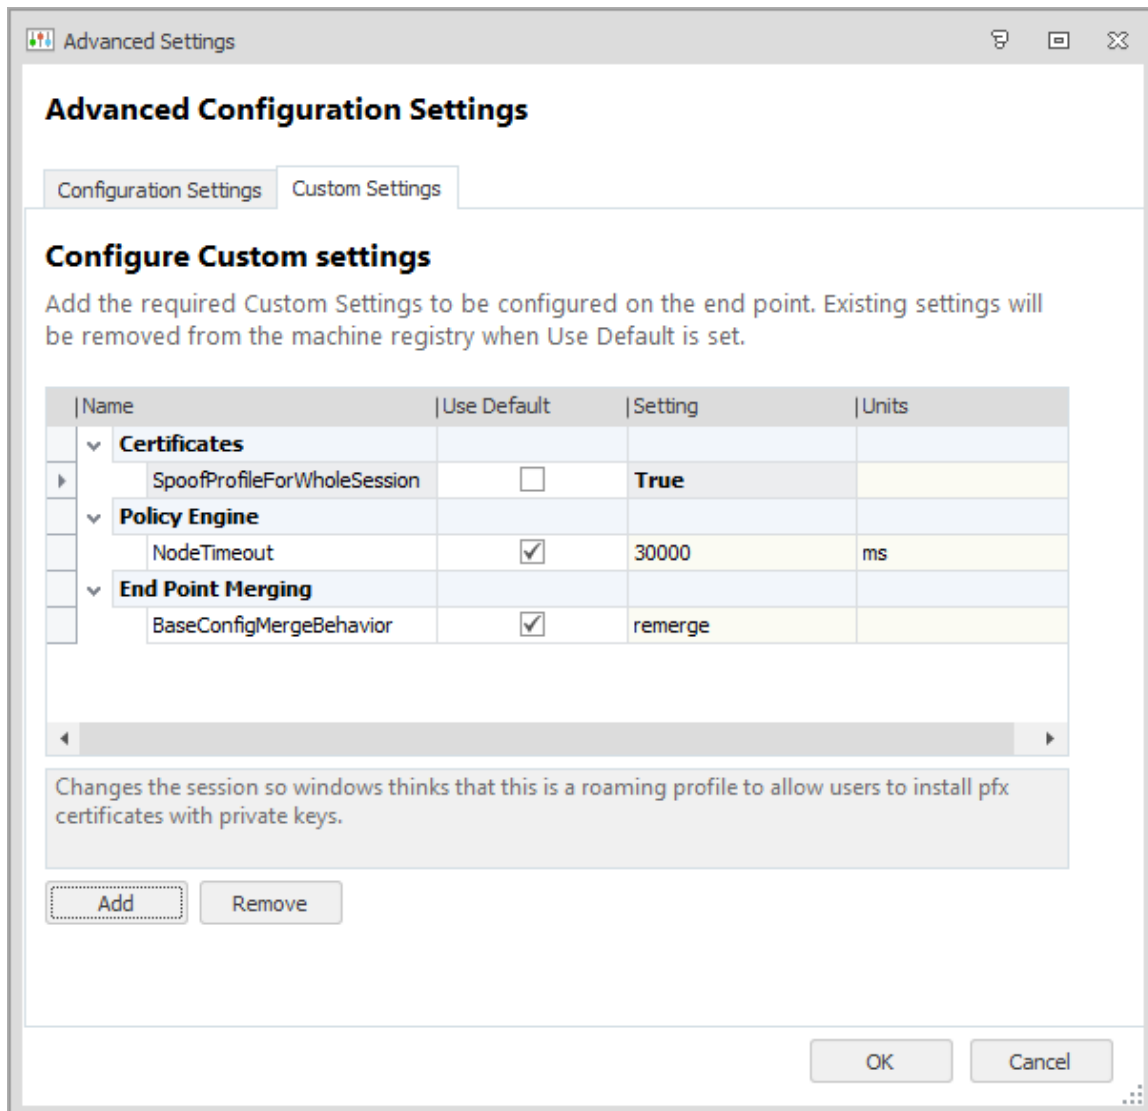 Advanced Settings
Advanced Configuration Settings
Configuration Settings Custom Settings
Configure Custom settings
Add the required Custom Settings to be configured on the end point. Existing settings will
be removed from the machine registry when Use Default is set.
|Name |Use Default |Setting |Units
Certificates
SpoofProfileForWholeSession True
Policy Engine
NodeTimeout 30000 ms
End Point Merging
BaseConfigMergeBehavior remerge
Changes the session so windows thinks that this is a roaming profile to allow users to install pfx
certificates with private keys.
Add Remove
OK Cancel